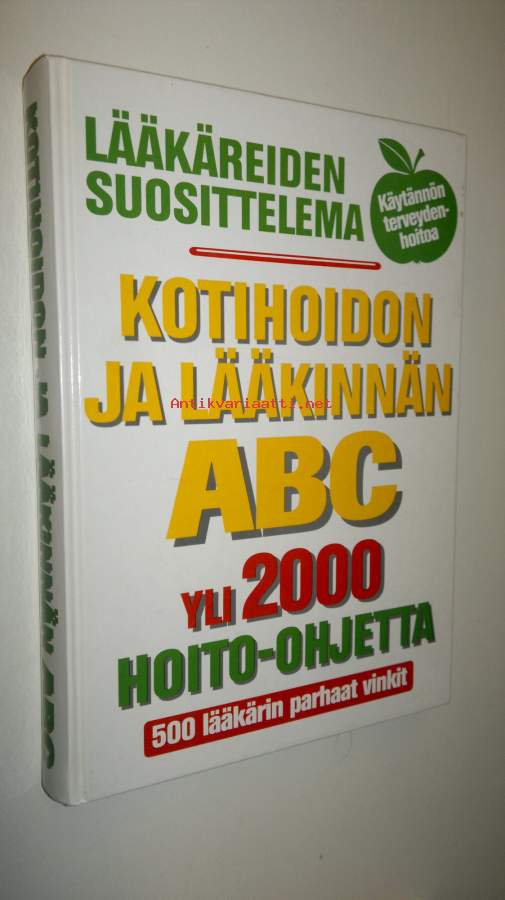 LÄÄKÄREIDEN
SUOSITTELEMA
Käytännön
terveyden-
hoitoa
KOTIHOIDON
JA LÄÄKINNÄN
Antikvariaatti.net
ABC
YLI 2000
HOITO-OHJETTA
500 lääkärin parhaat vinkit
KOTIHOIDON JA LÄÄKINNÄN ABC